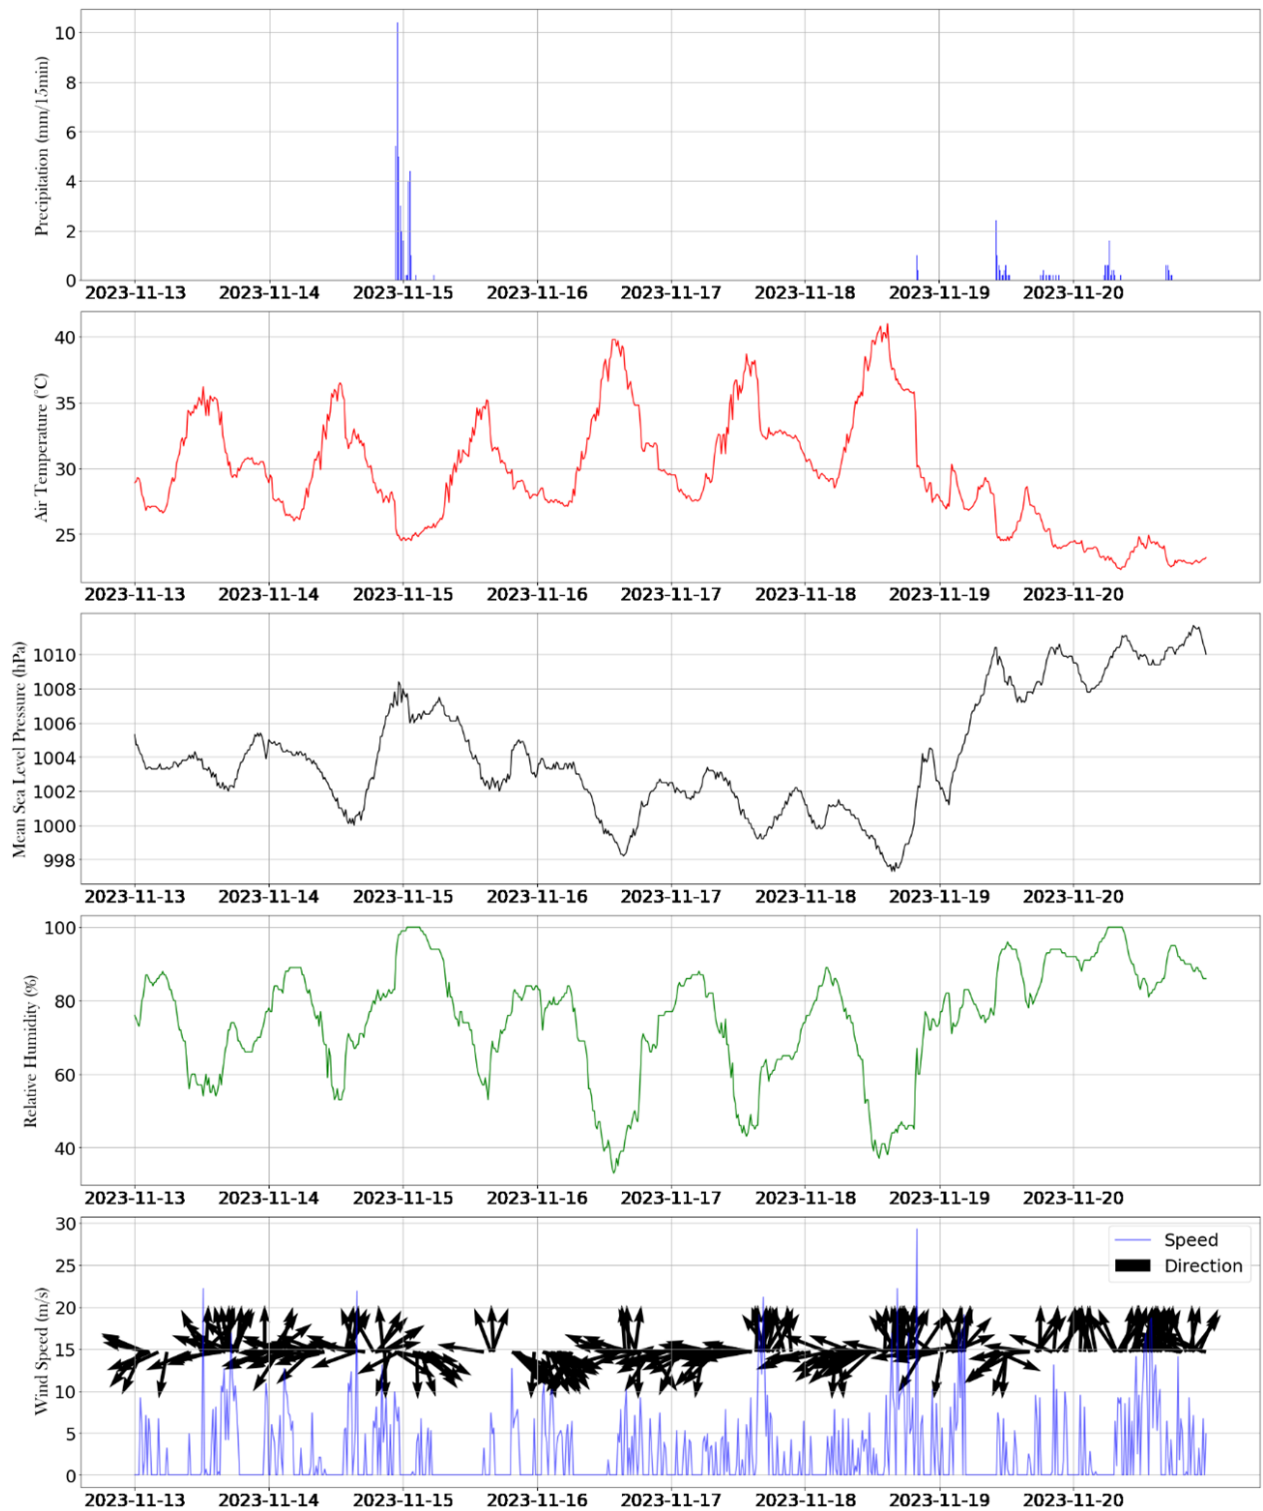 Precipitation (mm/15min)
10
8
6
4
2
0
2023-11-13 2023-11-14 2023-11-15 2023-11-16 2023-11-17 2023-11-18 2023-11-19 2023-11-20
Air Temperature (°C)
40
35
30
25
2023-11-13 2023-11-14 2023-11-15 2023-11-16 2023-11-17 2023-11-18 2023-11-19 2023-11-20
Mean Sea Level Pressure (hPa)
1010
1008
1006
1004
1002
1000
998
2023-11-13 2023-11-14 2023-11-15 2023-11-16 2023-11-17 2023-11-18 2023-11-19 2023-11-20
Relative Humidity (%)
100
80
60
40
2023-11-13 2023-11-14 2023-11-15 2023-11-16 2023-11-17 2023-11-18 2023-11-19 2023-11-20
Wind Speed (m/s)
30
25
20
15
10
5
0
Speed
Direction
2023-11-13 2023-11-14 2023-11-15 2023-11-16 2023-11-17 2023-11-18 2023-11-19 2023-11-20